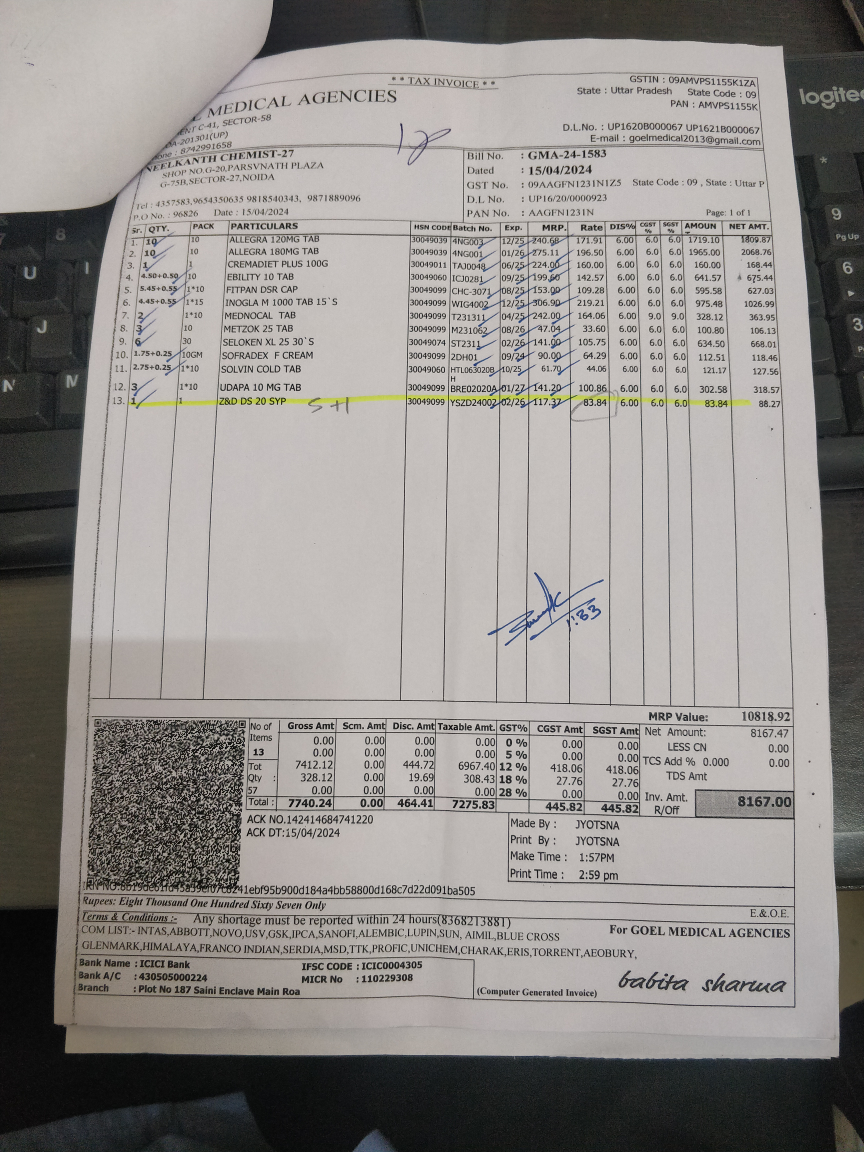 ** TAX INVOICE **
GSTIN : 09AMVPS1155K1ZA
State : Uttar Pradesh State Code : 09
PAN : AMVPS1155K
MEDICAL AGENCIES
C-41, SECTOR-58
201301(UP)
: 8742991658
D.L.No. : UP1620B000067 UP1621B000067
E-mail : goelmedical2013@gmail.com
NEELKANTH CHEMIST-27
SHOP NO.G-20,PARSVNATH PLAZA
G-75B,SECTOR-27,NOIDA
Tel : 4357583,9654350635 9818540343, 9871889096
P.O No. : 96826 Date : 15/04/2024
Bill No. : GMA-24-1583
Dated : 15/04/2024
GST No. : 09AAGFN1231N1Z5 State Code : 09 , State : Uttar P
D.L No. : UP16/20/0000923
PAN No. : AAGFN1231N Page: 1 of 1
Sr. QTY. PACK PARTICULARS HSN CODE Batch No. Exp. MRP. Rate DIS% CGST % SGST % AMOUN NET AMT.
1. 10 10 ALLEGRA 120MG TAB 30049039 4NG003 12/25 240.68 171.91 6.00 6.0 6.0 1719.10 1809.87
2. 10 10 ALLEGRA 180MG TAB 30049039 4NG001 01/26 275.11 196.50 6.00 6.0 6.0 1965.00 2068.76
3. 1 1 CREMADIET PLUS 100G 30049011 TAJ0048 06/25 224.00 160.00 6.00 6.0 6.0 160.00 168.44
4. 4.50+0.50 10 EBILITY 10 TAB 30049060 ICJ0281 09/25 199.60 142.57 6.00 6.0 6.0 641.57 675.44
5. 5.45+0.55 1*10 FITPAN DSR CAP 30049099 CHC-3071 08/25 153.00 109.28 6.00 6.0 6.0 595.58 627.03
6. 4.45+0.55 1*15 INOGLA M 1000 TAB 15`S 30049099 WIG4002 12/25 306.90 219.21 6.00 6.0 6.0 975.48 1026.99
7. 2 1*10 MEDNOCAL TAB 30049099 T231311 04/25 242.00 164.06 6.00 9.0 9.0 328.12 363.95
8. 3 10 METZOK 25 TAB 30049099 M231062 08/26 47.04 33.60 6.00 6.0 6.0 100.80 106.13
9. 6 30 SELOKEN XL 25 30`S 30049074 ST2311 02/26 141.00 105.75 6.00 6.0 6.0 634.50 668.01
10. 1.75+0.25 10GM SOFRADEX F CREAM 30049099 2DH01 09/24 90.00 64.29 6.00 6.0 6.0 112.51 118.46
11. 2.75+0.25 1*10 SOLVIN COLD TAB 30049060 HTL063020B H 10/25 61.70 44.06 6.00 6.0 6.0 121.17 127.56
12. 3 1*10 UDAPA 10 MG TAB 30049099 BRE02020A 01/27 141.20 100.86 6.00 6.0 6.0 302.58 318.57
13. 1 1 Z&D DS 20 SYP 5+1 30049099 YSZD24002 02/26 117.37 83.84 6.00 6.0 6.0 83.84 88.27
1:33
MRP Value: 10818.92
No of Items 13 Tot Qty : 57
Gross Amt Scm. Amt Disc. Amt Taxable Amt. GST% CGST Amt SGST Amt
0.00 0.00 0.00 0.00 0 % 0.00 0.00
0.00 0.00 0.00 0.00 5 % 0.00 0.00
7412.12 0.00 444.72 6967.40 12 % 418.06 418.06
328.12 0.00 19.69 308.43 18 % 27.76 27.76
0.00 0.00 0.00 0.00 28 % 0.00 0.00
Total : 7740.24 0.00 464.41 7275.83 445.82 445.82
Net Amount: 8167.47
LESS CN 0.00
TCS Add % 0.000 0.00
TDS Amt
Inv. Amt. R/Off 8167.00
ACK NO.142414684741220
ACK DT:15/04/2024
Made By : JYOTSNA
Print By : JYOTSNA
Make Time : 1:57PM
Print Time : 2:59 pm
Rupees: Eight Thousand One Hundred Sixty Seven Only
E.&.O.E.
Terms & Conditions :- Any shortage must be reported within 24 hours(8368213881)
COM LIST:- INTAS,ABBOTT,NOVO,USV,GSK,IPCA,SANOFI,ALEMBIC,LUPIN,SUN, AIMIL,BLUE CROSS
GLENMARK,HIMALAYA,FRANCO INDIAN,SERDIA,MSD,TTK,PROFIC,UNICHEM,CHARAK,ERIS,TORRENT,AEOBURY,
For GOEL MEDICAL AGENCIES
Bank Name : ICICI Bank IFSC CODE : ICIC0004305
Bank A/C : 430505000224 MICR No : 110229308
Branch : Plot No 187 Saini Enclave Main Roa
(Computer Generated Invoice)
babita sharma
logitec
9
Pg Up
6
3
U
I
J
N
N